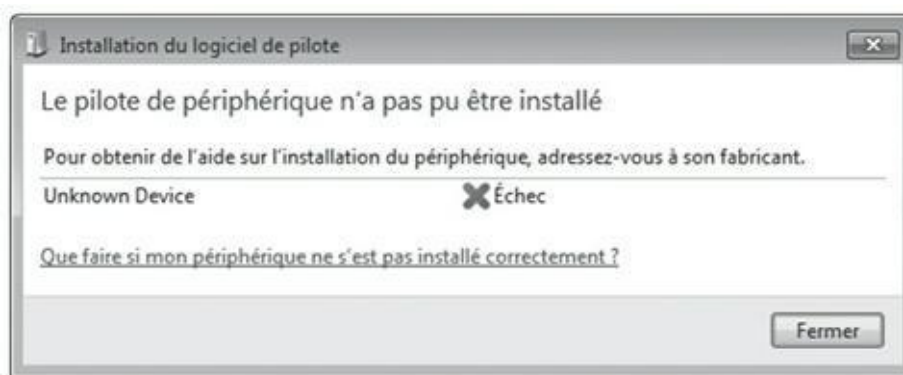 Installation du logiciel de pilote
Le pilote de périphérique n'a pas pu être installé
Pour obtenir de l'aide sur l'installation du périphérique, adressez-vous à son fabricant.
Unknown Device Échec
Que faire si mon périphérique ne s'est pas installé correctement ?
Fermer